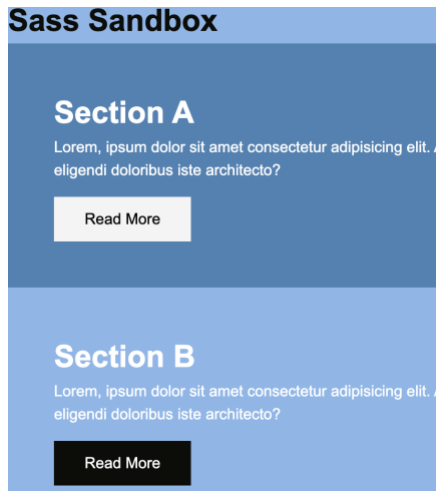 Sass Sandbox
Section A
Lorem, ipsum dolor sit amet consectetur adipisicing elit.
eligendi doloribus iste architecto?
Read More
Section B
Lorem, ipsum dolor sit amet consectetur adipisicing elit.
eligendi doloribus iste architecto?
Read More